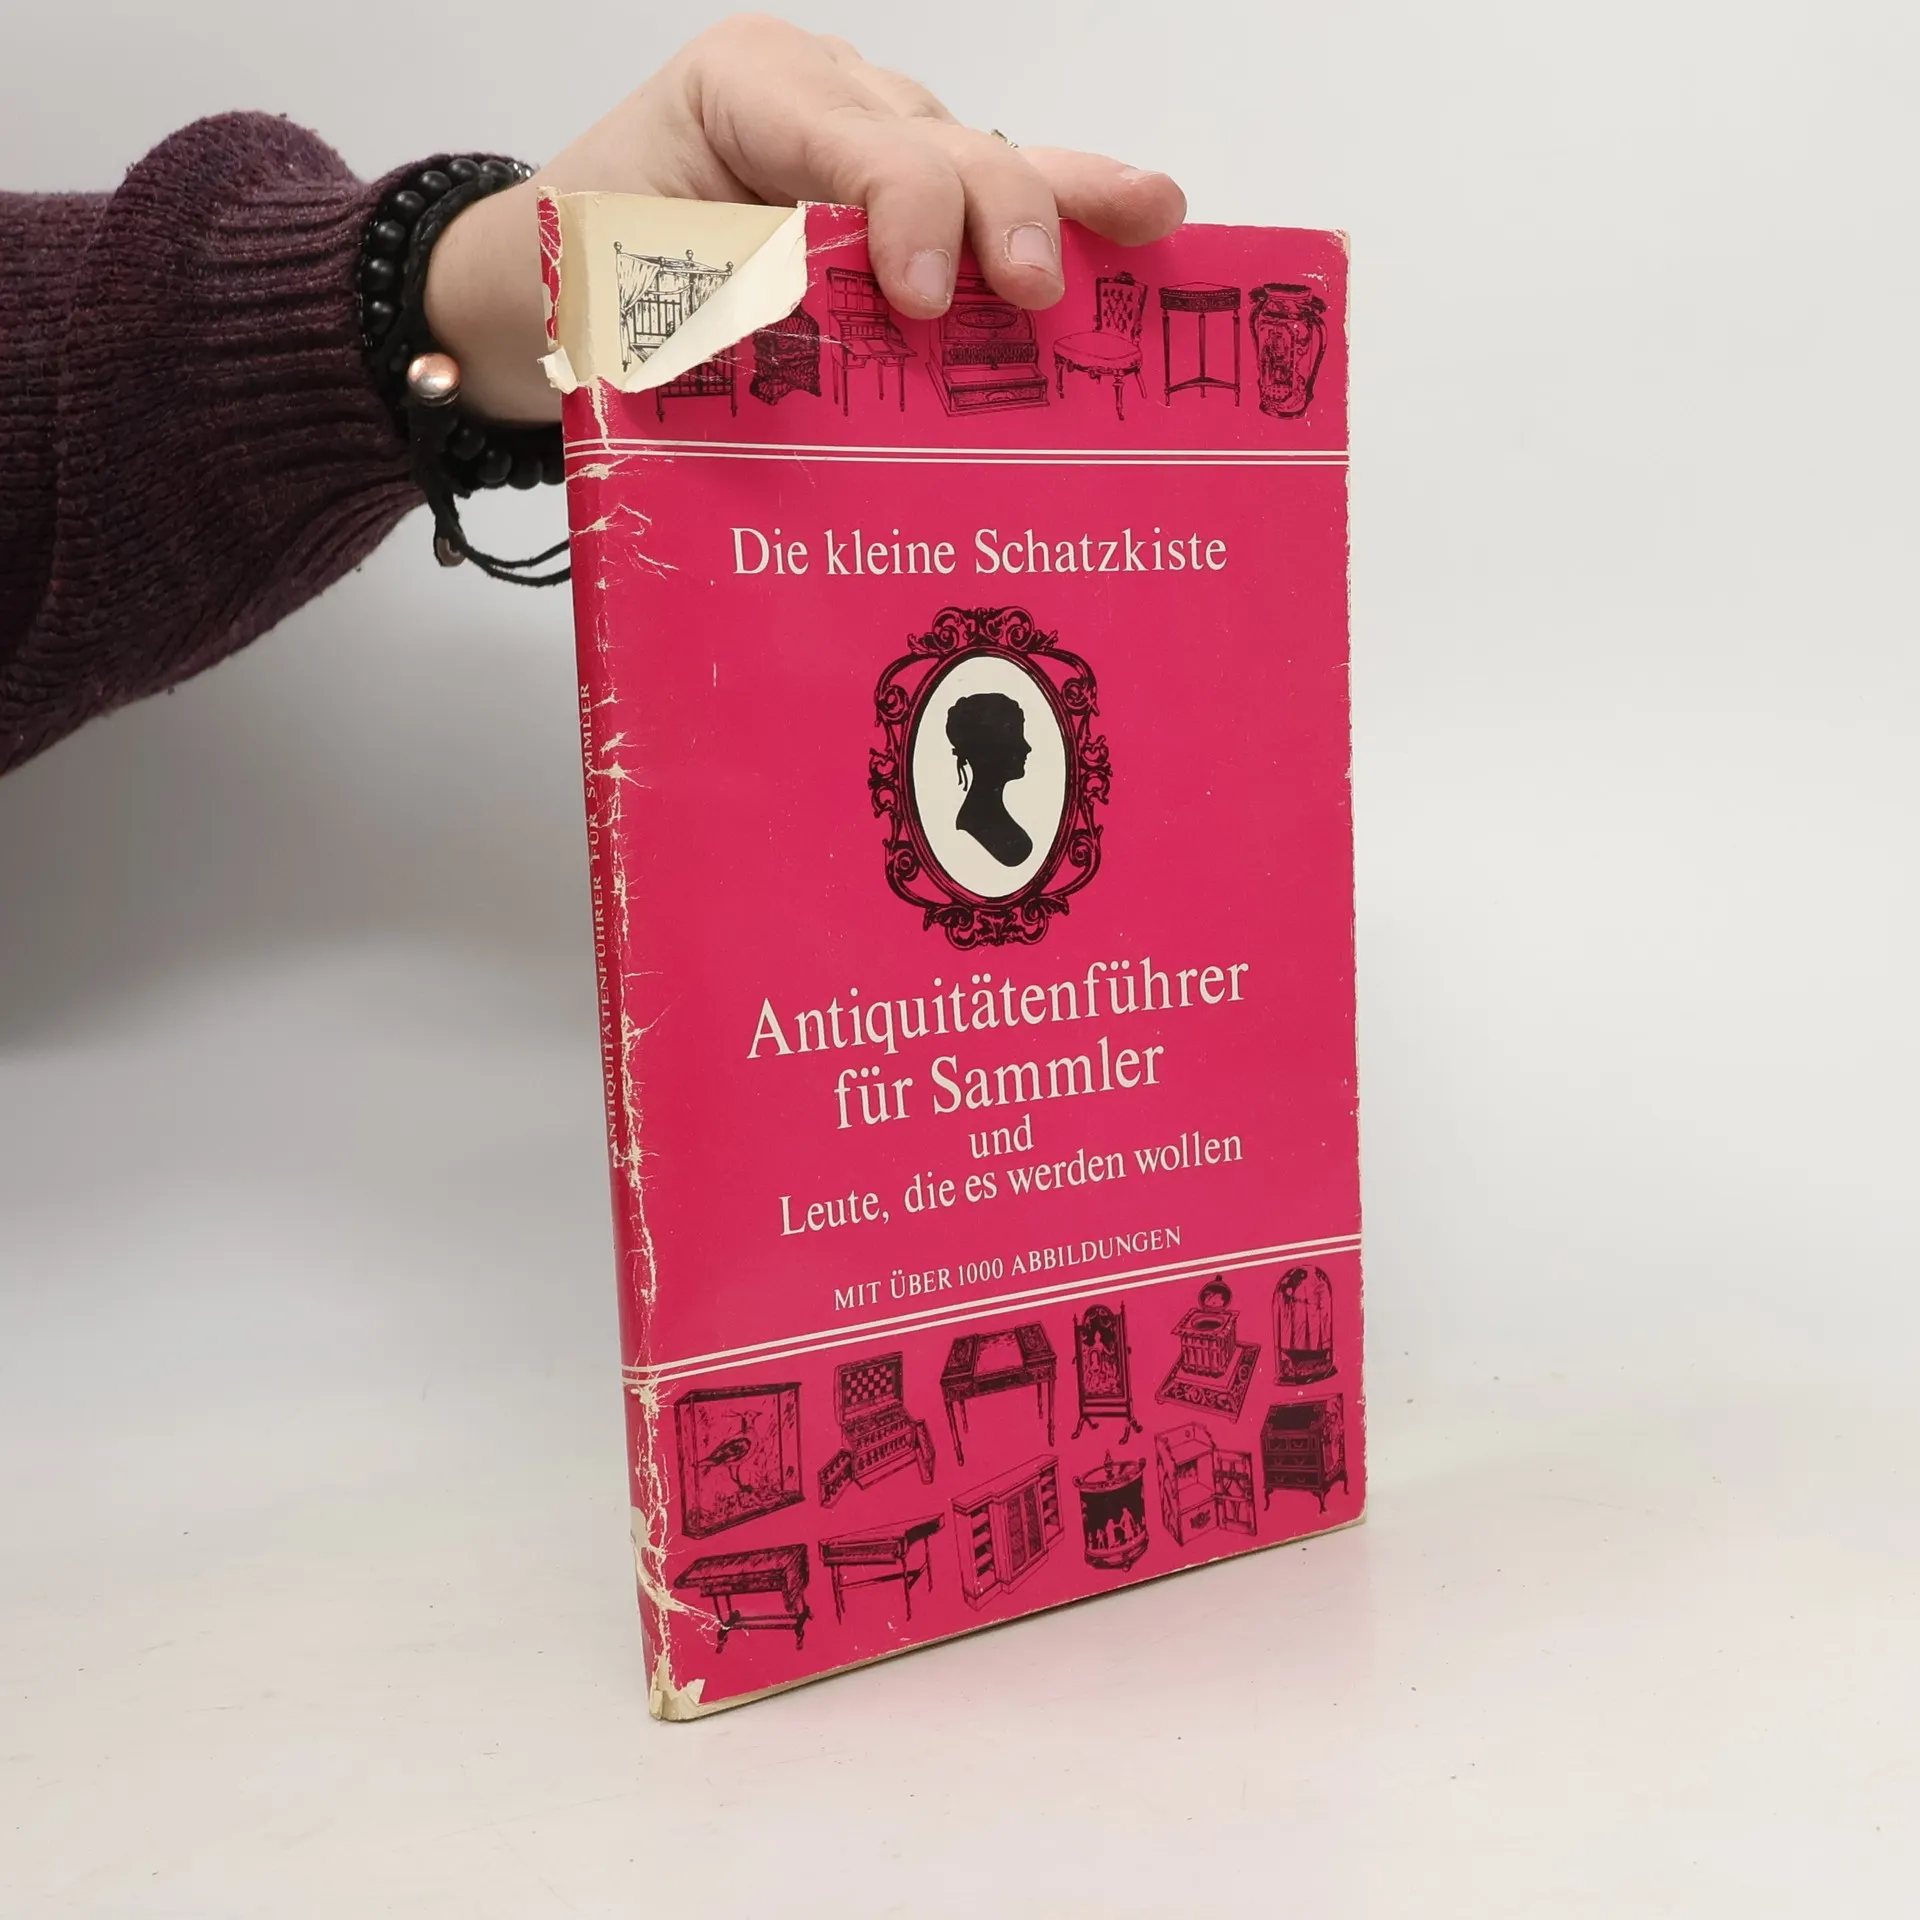 Die kleine Schatzkiste
Antiquitätenführer
für Sammler
und
Leute, die es werden wollen
MIT ÜBER 1000 ABBILDUNGEN
ANTIQUITÄTENFÜHRER FÜR SAMMLER